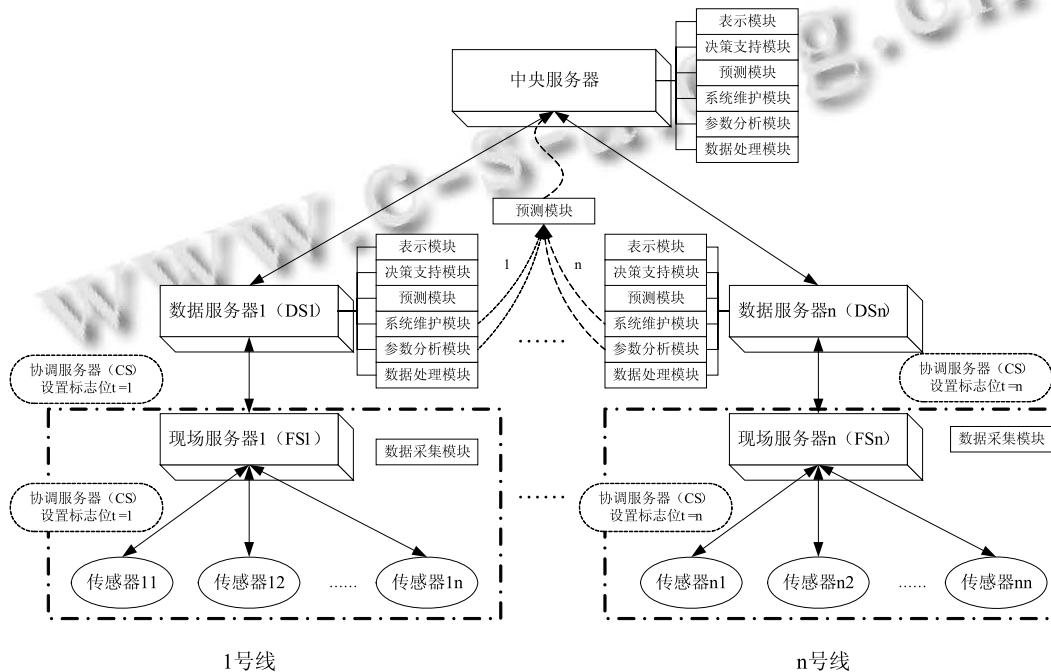 www.c-s-a.org.cn
表示模块
决策支持模块
预测模块
系统维护模块
参数分析模块
数据处理模块
中央服务器
预测模块
表示模块
决策支持模块
预测模块
系统维护模块
参数分析模块
数据处理模块
1
n
表示模块
决策支持模块
预测模块
系统维护模块
参数分析模块
数据处理模块
数据服务器1（DS1）
......
数据服务器n（DSn）
协调服务器（CS）
设置标志位t=1
协调服务器（CS）
设置标志位t=n
现场服务器1（FS1）
数据采集模块
现场服务器n（FSn）
数据采集模块
协调服务器（CS）
设置标志位t=1
......
协调服务器（CS）
设置标志位t=n
传感器11
传感器12
......
传感器1n
传感器n1
传感器n2
......
传感器nn
1号线
n号线